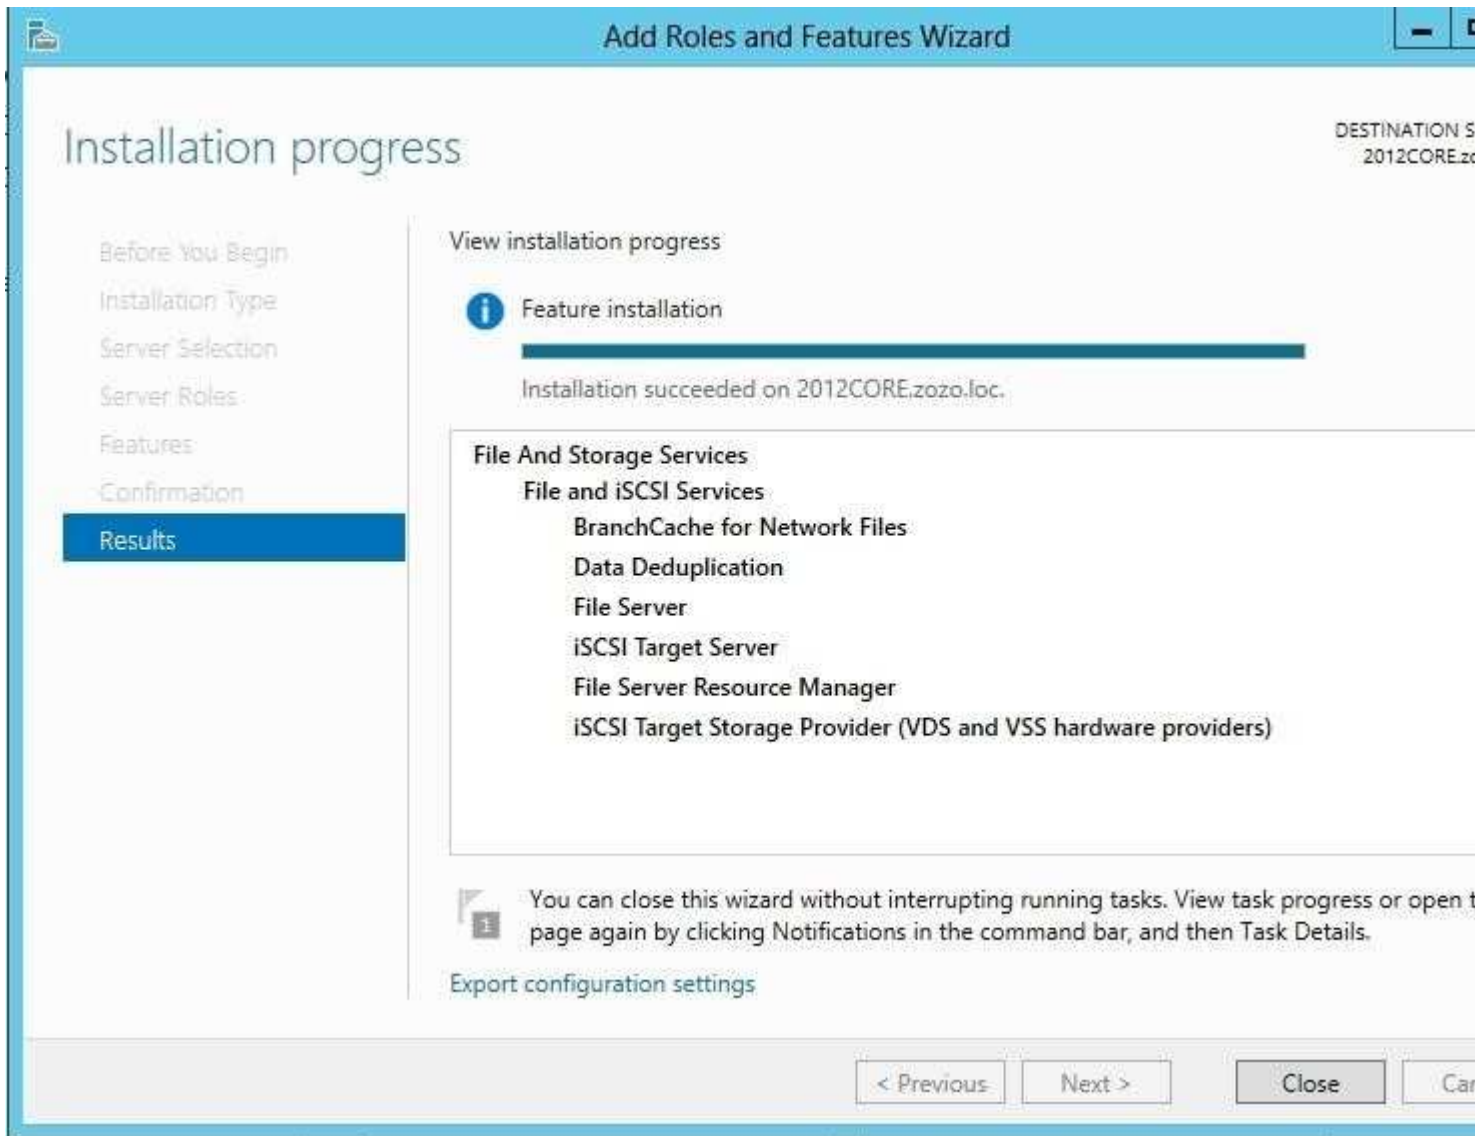 Add Roles and Features Wizard
Installation progress
DESTINATION S
2012CORE.zo
Before You Begin
Installation Type
Server Selection
Server Roles
Features
Confirmation
Results
View installation progress
Feature installation
Installation succeeded on 2012CORE.zozo.loc.
File And Storage Services
File and iSCSI Services
BranchCache for Network Files
Data Deduplication
File Server
iSCSI Target Server
File Server Resource Manager
iSCSI Target Storage Provider (VDS and VSS hardware providers)
1
You can close this wizard without interrupting running tasks. View task progress or open t
page again by clicking Notifications in the command bar, and then Task Details.
Export configuration settings
< Previous
Next >
Close
Can